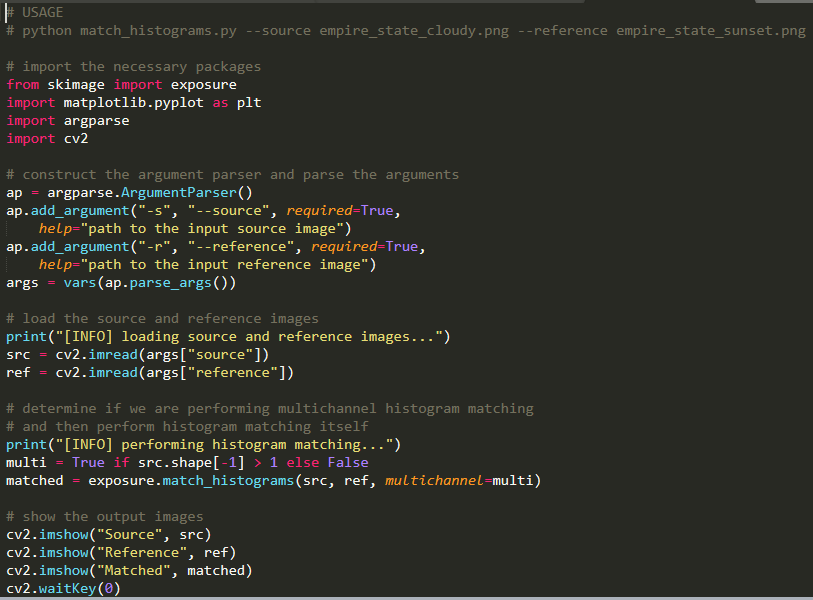 # USAGE
# python match_histograms.py --source empire_state_cloudy.png --reference empire_state_sunset.png
# import the necessary packages
from skimage import exposure
import matplotlib.pyplot as plt
import argparse
import cv2
# construct the argument parser and parse the arguments
ap = argparse.ArgumentParser()
ap.add_argument("-s", "--source", required=True,
    help="path to the input source image")
ap.add_argument("-r", "--reference", required=True,
    help="path to the input reference image")
args = vars(ap.parse_args())
# load the source and reference images
print("[INFO] loading source and reference images...")
src = cv2.imread(args["source"])
ref = cv2.imread(args["reference"])
# determine if we are performing multichannel histogram matching
# and then perform histogram matching itself
print("[INFO] performing histogram matching...")
multi = True if src.shape[-1] > 1 else False
matched = exposure.match_histograms(src, ref, multichannel=multi)
# show the output images
cv2.imshow("Source", src)
cv2.imshow("Reference", ref)
cv2.imshow("Matched", matched)
cv2.waitKey(0)